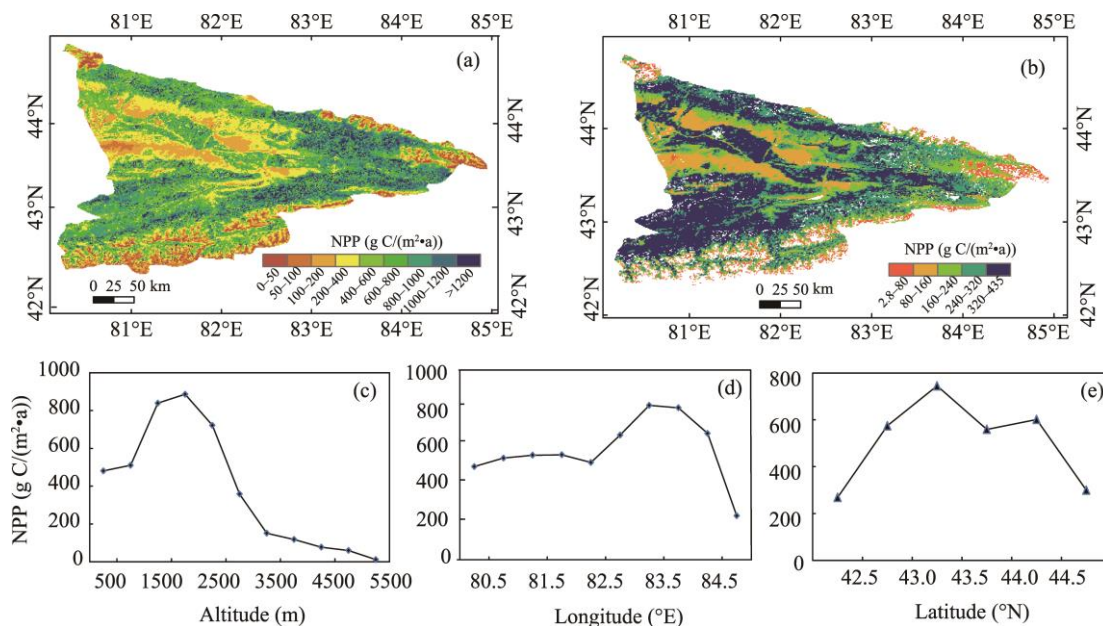 81°E 82°E 83°E 84°E 85°E
(a)
44°N 43°N 42°N
44°N 43°N 42°N
NPP (g C/(m²•a))
0–50 50–100 100–200 200–400 400–600 600–800 800–1000 1000–1200 >1200
0 25 50 km
81°E 82°E 83°E 84°E 85°E
81°E 82°E 83°E 84°E 85°E
(b)
44°N 43°N 42°N
44°N 43°N 42°N
NPP (g C/(m²•a))
2.8–80 80–160 160–240 240–320 320–435
0 25 50 km
81°E 82°E 83°E 84°E 85°E
(c)
NPP (g C/(m²•a))
1000
800
600
400
200
0
500 1500 2500 3500 4500 5500
Altitude (m)
(d)
1000
800
600
400
200
0
80.5 81.5 82.5 83.5 84.5
Longitude (°E)
(e)
800
600
400
200
0
42.5 43.0 43.5 44.0 44.5
Latitude (°N)